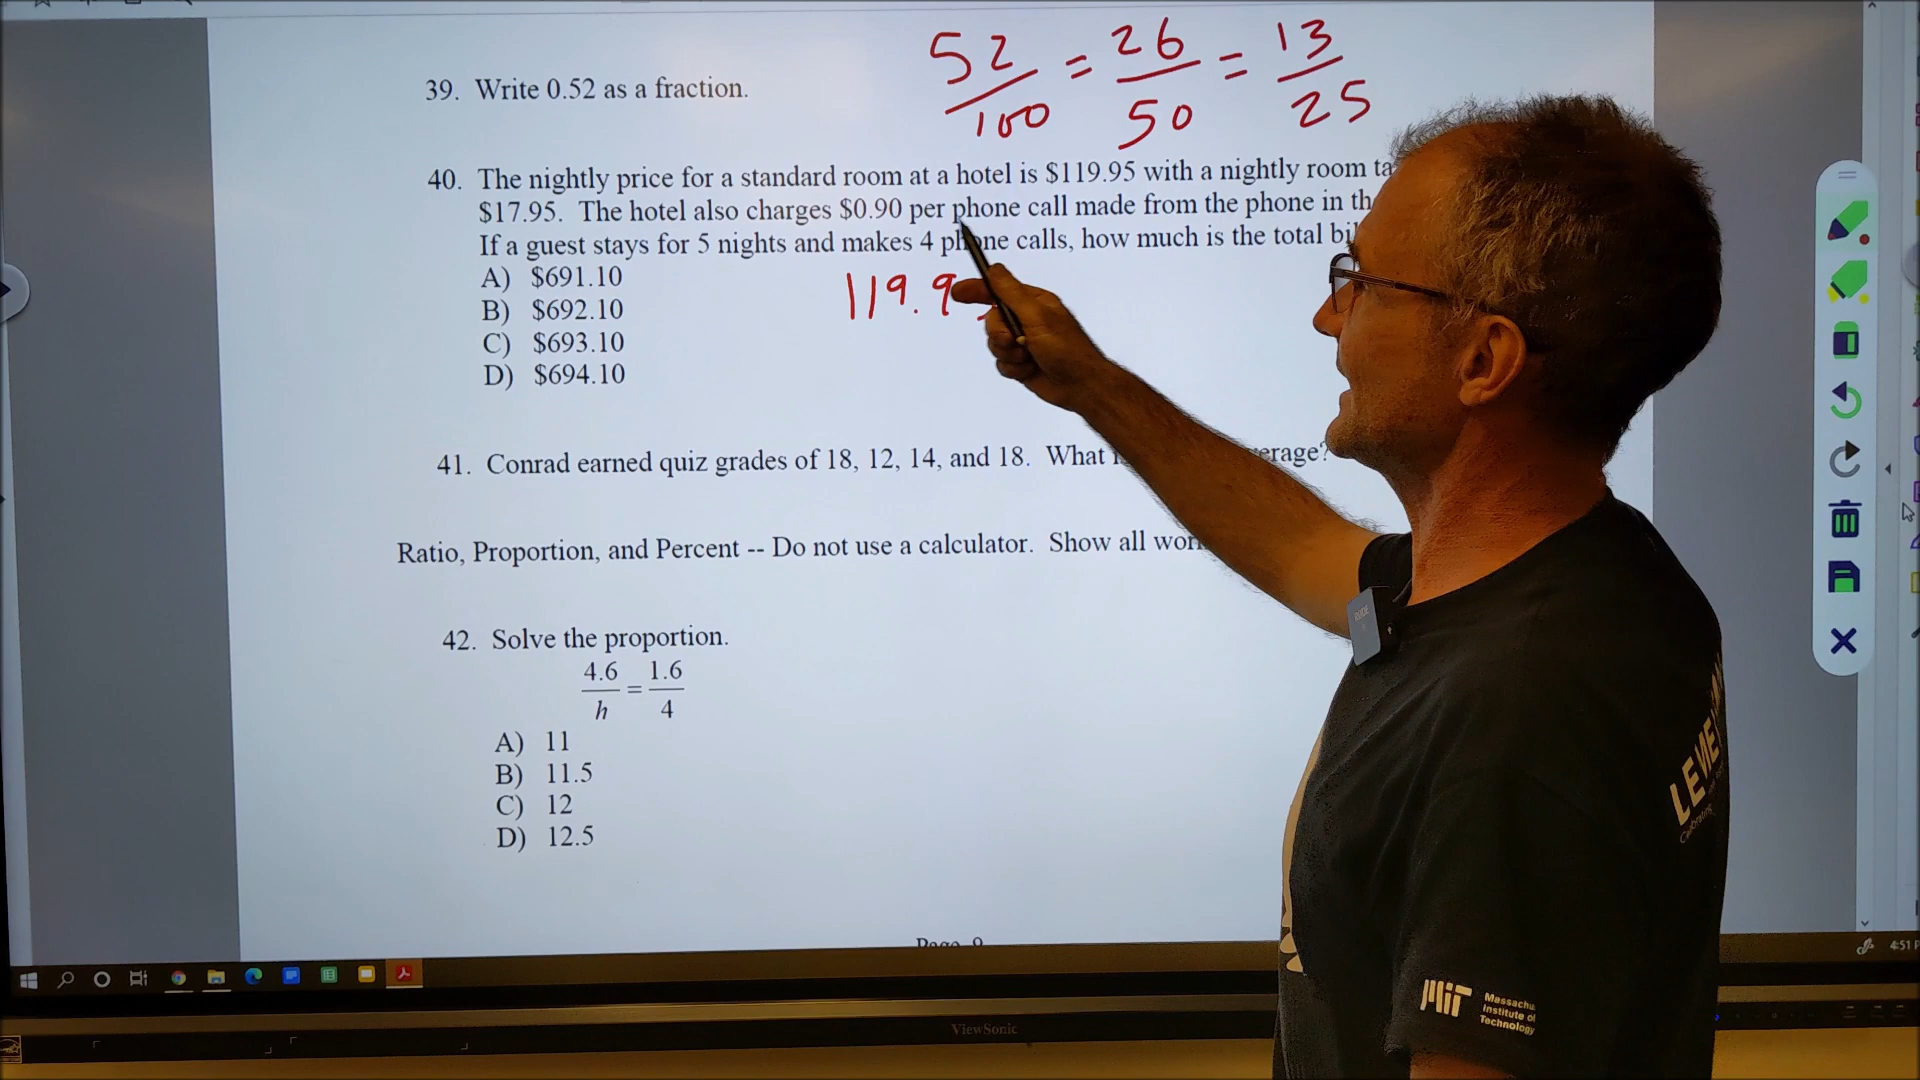 52/100 = 26/50 = 13/25
39. Write 0.52 as a fraction.
40. The nightly price for a standard room at a hotel is $119.95 with a nightly room ta
$17.95. The hotel also charges $0.90 per phone call made from the phone in th
If a guest stays for 5 nights and makes 4 phone calls, how much is the total bil
A) $691.10
B) $692.10
C) $693.10
D) $694.10
119.9
41. Conrad earned quiz grades of 18, 12, 14, and 18. What erage?
Ratio, Proportion, and Percent -- Do not use a calculator. Show all wor
42. Solve the proportion.
4.6/h = 1.6/4
A) 11
B) 11.5
C) 12
D) 12.5
4:51 P
ViewSonic
RODE
MIT
Massachu
Institute of
Technology